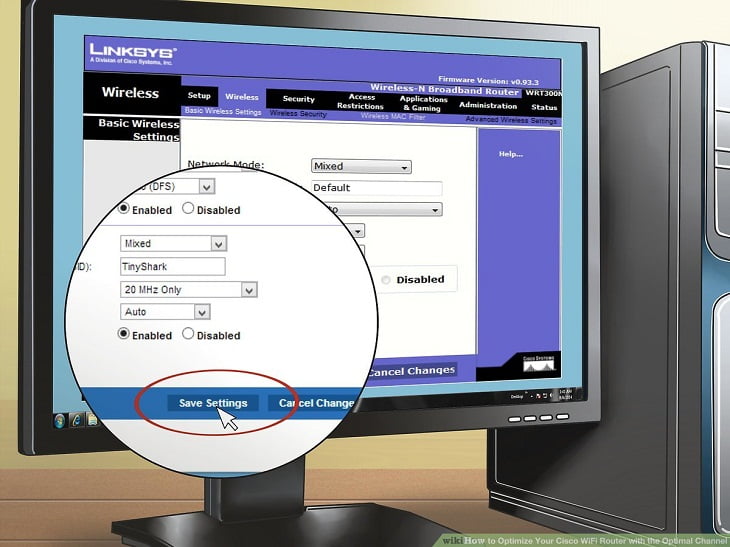 LINKSYS®
A Division of Cisco Systems, Inc.
Firmware Version: v0.93.3
Wireless
Wireless-N Broadband Router WRT300N
Setup Wireless Security Access Restrictions Applications & Gaming Administration Status
Basic Wireless Settings Wireless Security Wireless MAC Filter Advanced Wireless Settings
Basic Wireless
Settings
Help...
Network Mode: Mixed
Default
Disabled
Cancel Changes
CISCO SYSTEMS
(DFS)
Enabled Disabled
Mixed
TinyShark
20 MHz Only
Auto
Enabled Disabled
Save Settings Cancel Change
Desktop
wikiHow to Optimize Your Cisco WiFi Router with the Optimal Channel